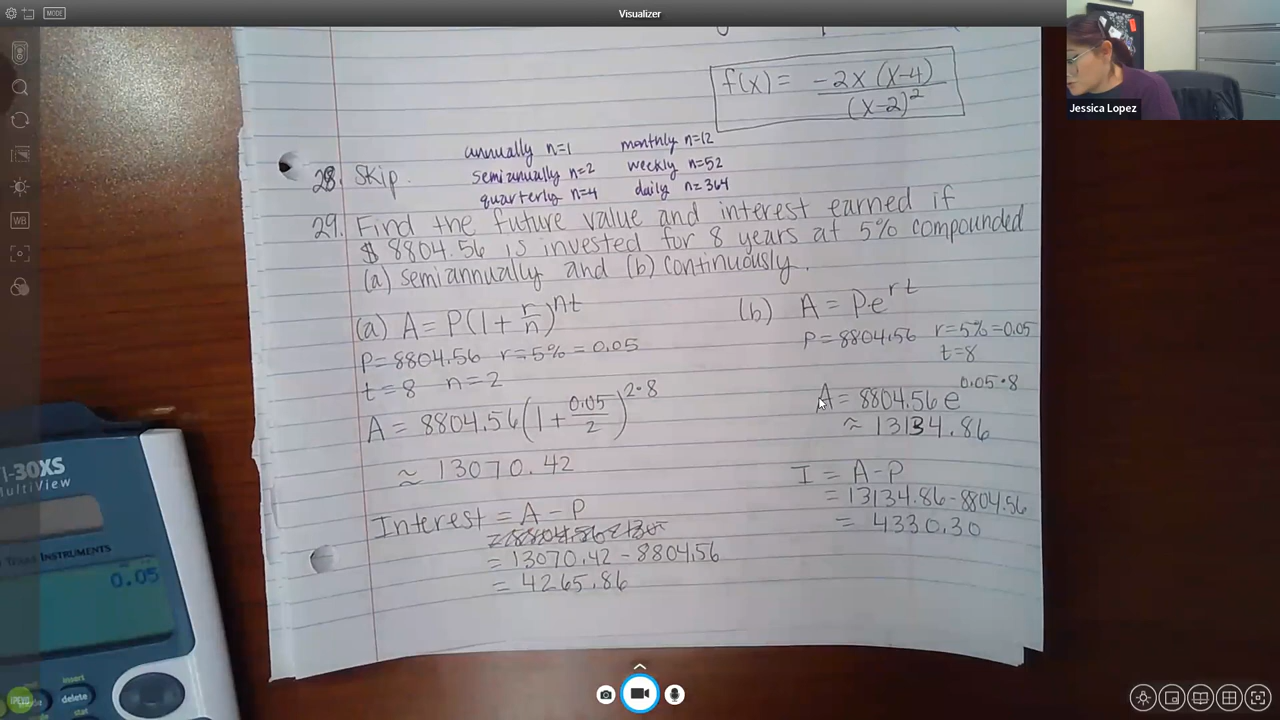 MODE
Visualizer
WB
Jessica Lopez
f(x) = -2x (x-4)
(x-2)^2
annually n=1 monthly n=12
semiannually n=2 weekly n=52
quarterly n=4 daily n=364
28. Skip.
29. Find the future value and interest earned if
$ 8804.56 is invested for 8 years at 5% compounded
(a) semiannually and (b) continuously.
(a) A = P(1 + r/n)^nt
P=8804.56 r=5% = 0.05
t=8 n=2
A = 8804.56(1 + 0.05/2)^2·8
≈ 13070.42
Interest = A - P
= 13070.42 - 8804.56
= 4265.86
(b) A = P·e^rt
P=8804.56 r=5%=0.05
t=8
A = 8804.56 e^0.05·8
≈ 13134.86
I = A-P
= 13134.86-8804.56
= 4330.30
TI-30XS
MultiView
TEXAS INSTRUMENTS
0.05
insert
delete
IPEVO